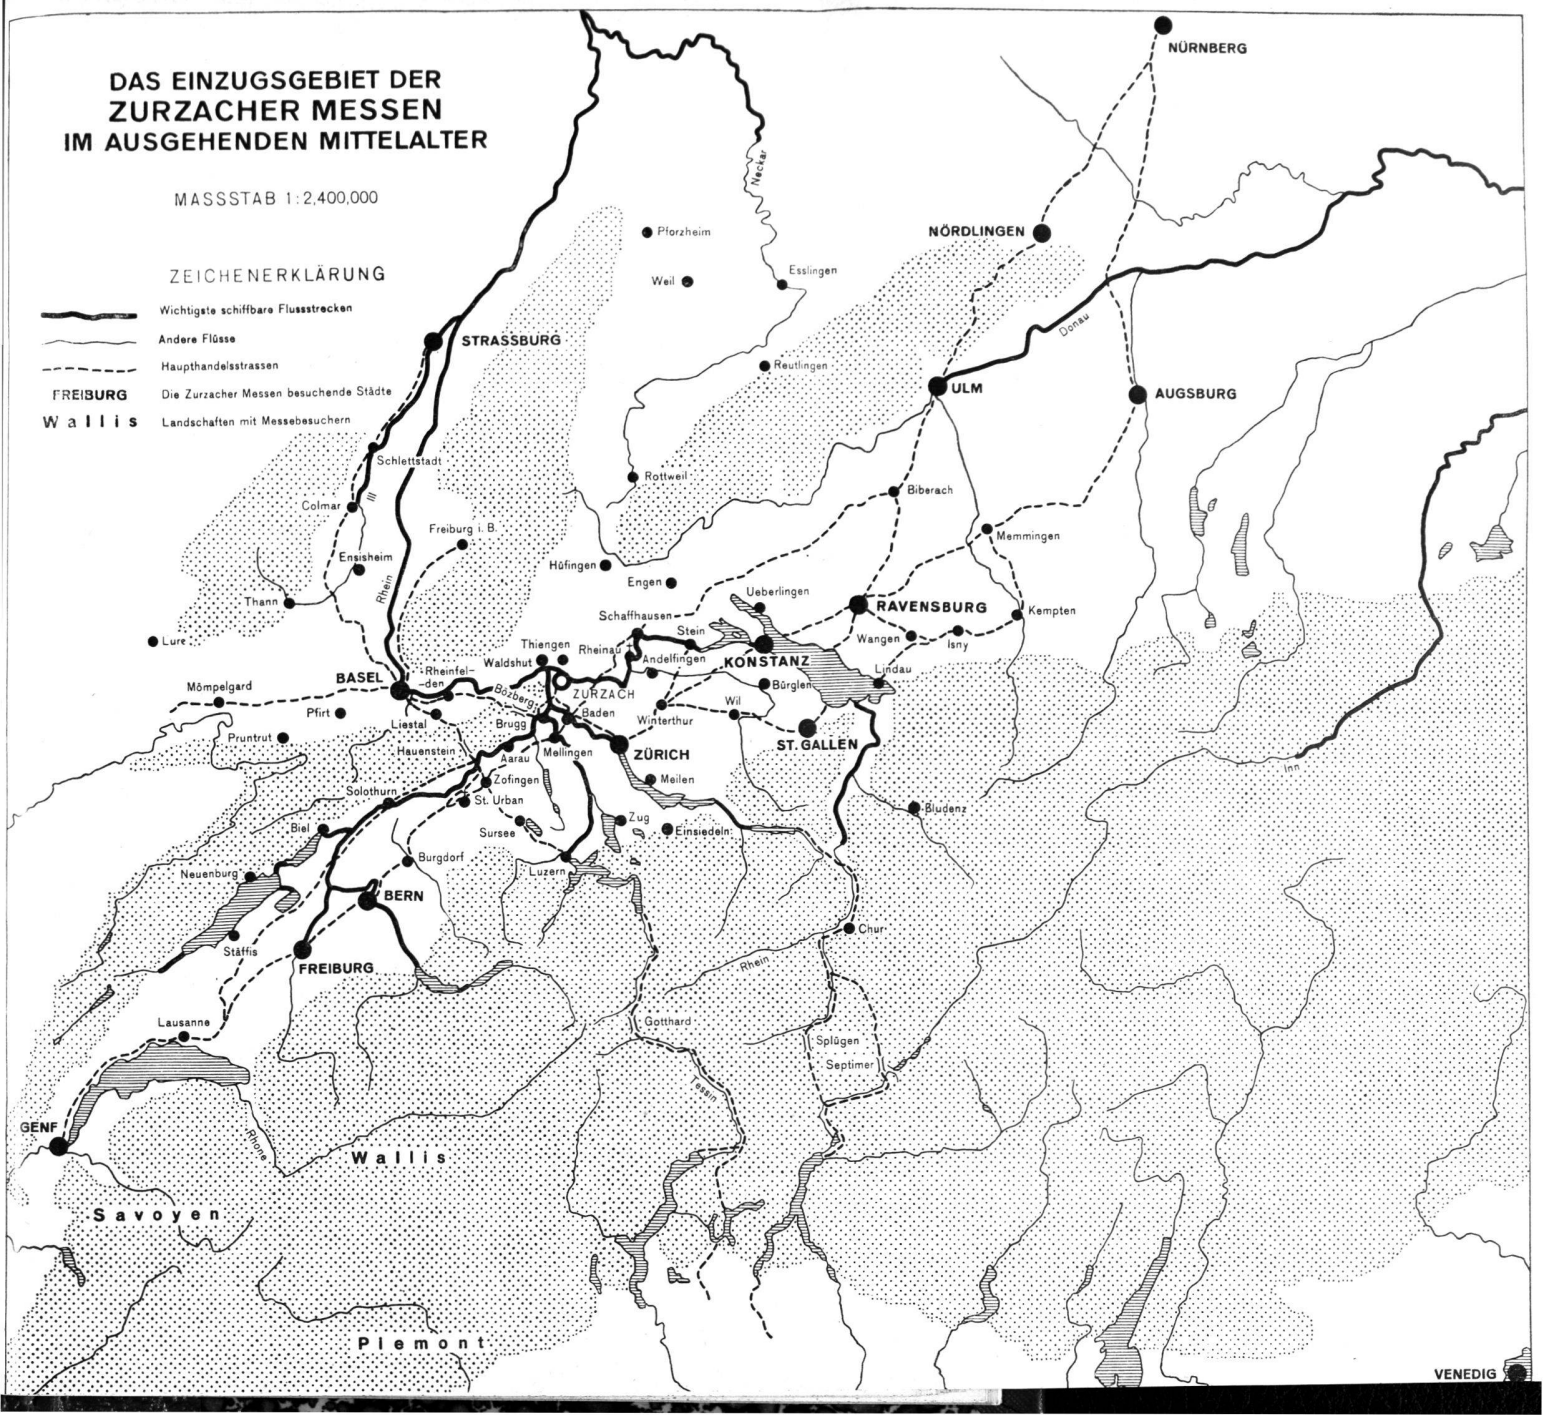 DAS EINZUGSGEBIET DER
ZURZACHER MESSEN
IM AUSGEHENDEN MITTELALTER
MASSSTAB 1:2,400,000
ZEICHENERKLÄRUNG
Wichtigste schiffbare Flussstrecken
Andere Flüsse
Haupthandelsstrassen
FREIBURG Die Zurzacher Messen besuchende Städte
Wallis Landschaften mit Messebesuchern
NÜRNBERG
Neckar
Pforzheim
NÖRDLINGEN
Weil
Esslingen
STRASSBURG
Donau
Reutlingen
ULM
AUGSBURG
Schlettstadt
Rottweil
Ill
Colmar
Biberach
Freiburg i. B.
Memmingen
Ensisheim
Hüfingen
Engen
Rhein
Ueberlingen
Thann
RAVENSBURG
Kempten
Schaffhausen
Stein
Lure
Thiengen
Rheinau
Wangen
Isny
Waldshut
Andelfingen
KONSTANZ
Lindau
BASEL
Rheinfel-
-den
Bözberg
ZURZACH
Bürglen
Mömpelgard
Pfirt
Liestal
Brugg
Baden
Winterthur
Wil
Pruntrut
Hauenstein
Aarau
Mellingen
ZÜRICH
ST. GALLEN
Inn
Zofingen
Meilen
Solothurn
St. Urban
Bludenz
Biel
Sursee
Zug
Einsiedeln
Neuenburg
Burgdorf
Luzern
BERN
Chur
Stäffis
FREIBURG
Rhein
Lausanne
Gotthard
Splügen
Septimer
Tessin
GENF
Rhone
Wallis
Savoyen
Piemont
VENEDIG